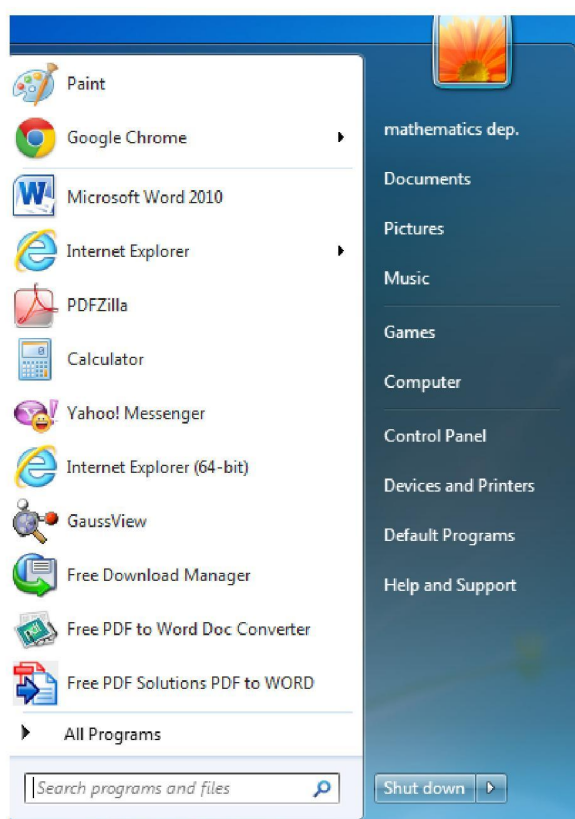 Paint
Google Chrome
Microsoft Word 2010
Internet Explorer
PDFZilla
Calculator
Yahoo! Messenger
Internet Explorer (64-bit)
GaussView
Free Download Manager
Free PDF to Word Doc Converter
Free PDF Solutions PDF to WORD
All Programs
Search programs and files
mathematics dep.
Documents
Pictures
Music
Games
Computer
Control Panel
Devices and Printers
Default Programs
Help and Support
Shut down